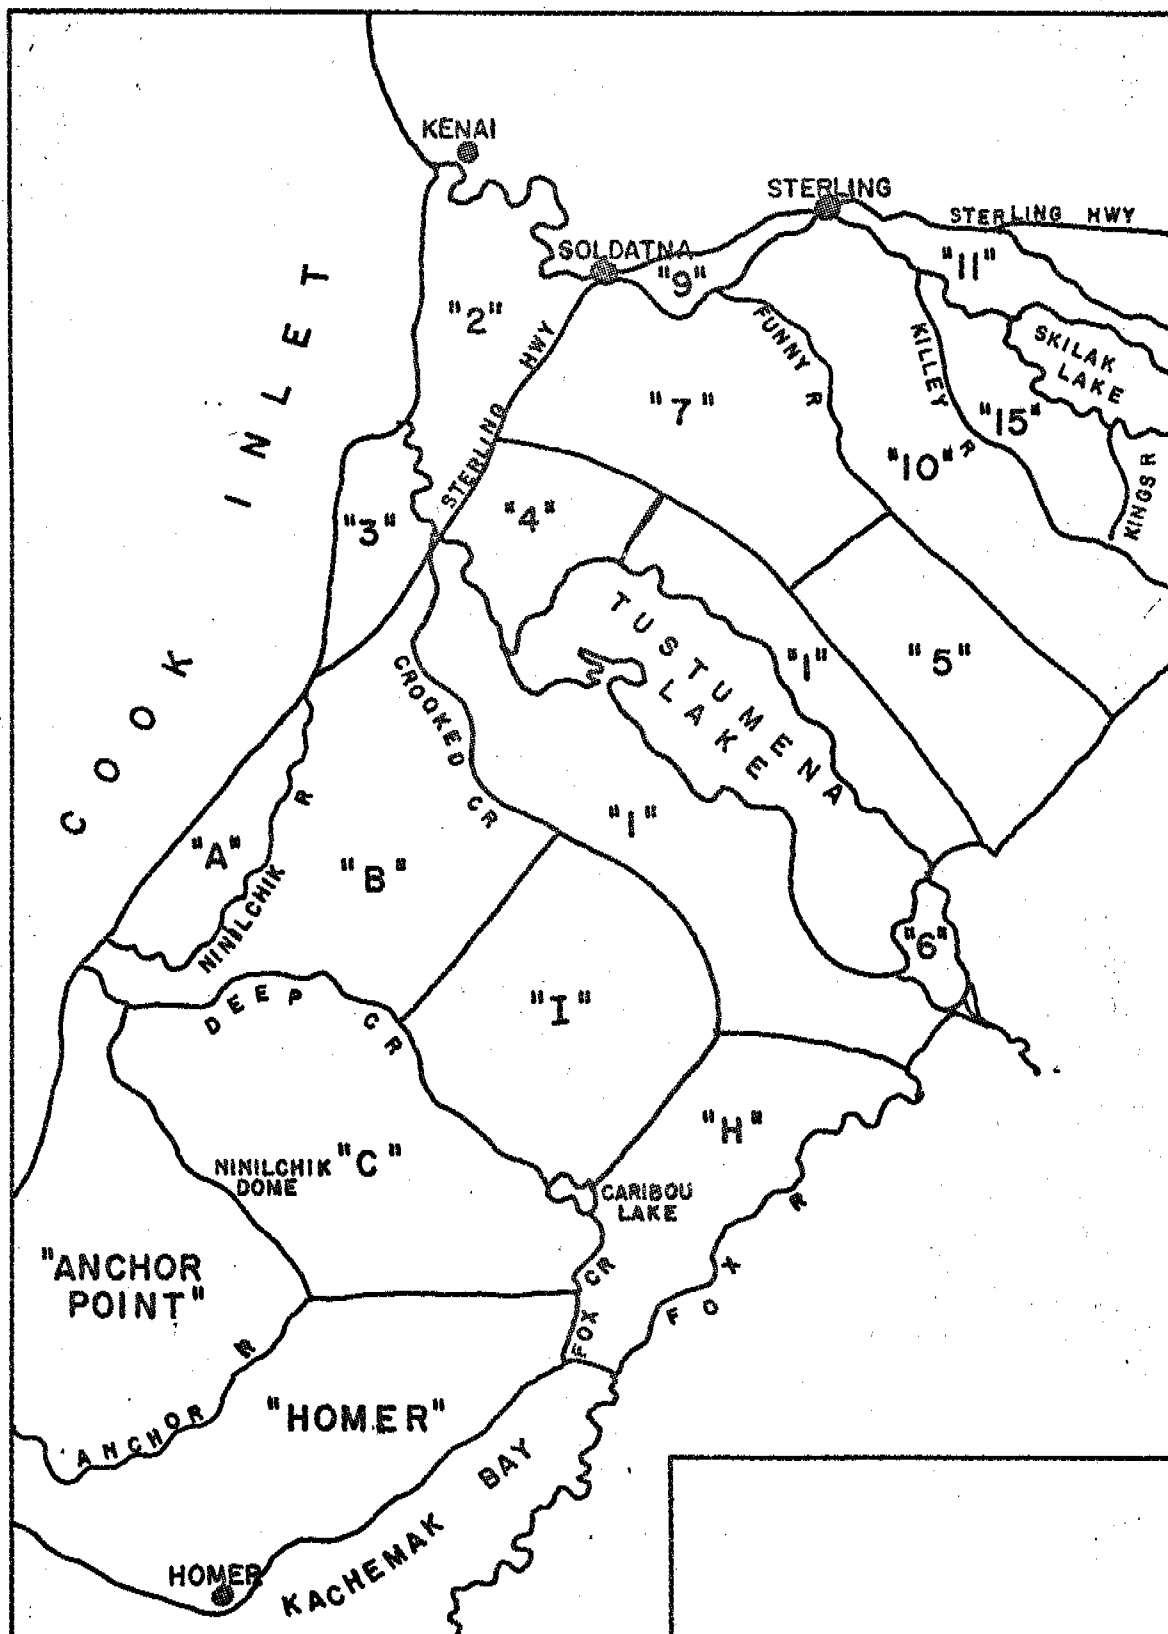 KENAI
STERLING
STERLING HWY
SOLDATNA
"9"
"11"
COOK INLET
"2"
FUNNY R
KILLEY R
SKILAK
LAKE
STERLING HWY
"7"
"15"
"10"
KINGS R
"3"
"4"
TUSTUMENA
LAKE
"1"
"5"
CROOKED CR
"1"
"A"
NINILCHIK R
"B"
"6"
DEEP CR
"I"
"H"
NINILCHIK
DOME
"C"
CARIBOU
LAKE
FOX R
"ANCHOR
POINT"
FOX CR
ANCHOR R
"HOMER"
KACHEMAK BAY
HOMER